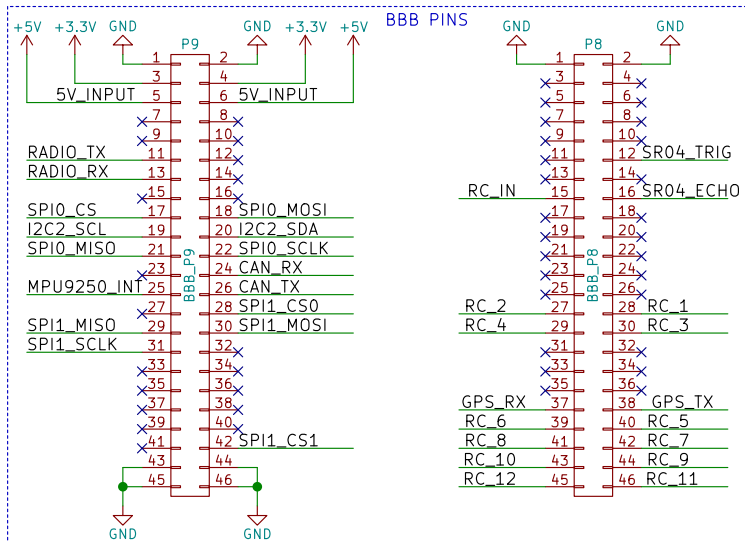 BBB PINS
+5V +3.3V GND GND +3.3V +5V GND GND
P9 P8
1 2 1 2
3 4 3 4
5V_INPUT 5 6 5V_INPUT 5 6
7 8 7 8
9 10 9 10
RADIO_TX 11 12 11 12 SR04_TRIG
RADIO_RX 13 14 13 14
15 16 RC_IN 15 16 SR04_ECHO
SPI0_CS 17 18 SPI0_MOSI 17 18
I2C2_SCL 19 20 I2C2_SDA 19 20
SPI0_MISO 21 22 SPI0_SCLK 21 22
23 24 CAN_RX 23 24
MPU9250_INT 25 26 CAN_TX 25 26
BBB_P9 BBB_P8
27 28 SPI1_CS0 RC_2 27 28 RC_1
SPI1_MISO 29 30 SPI1_MOSI RC_4 29 30 RC_3
SPI1_SCLK 31 32 31 32
33 34 33 34
35 36 35 36
37 38 GPS_RX 37 38 GPS_TX
39 40 RC_6 39 40 RC_5
41 42 SPI1_CS1 RC_8 41 42 RC_7
43 44 RC_10 43 44 RC_9
45 46 RC_12 45 46 RC_11
GND GND